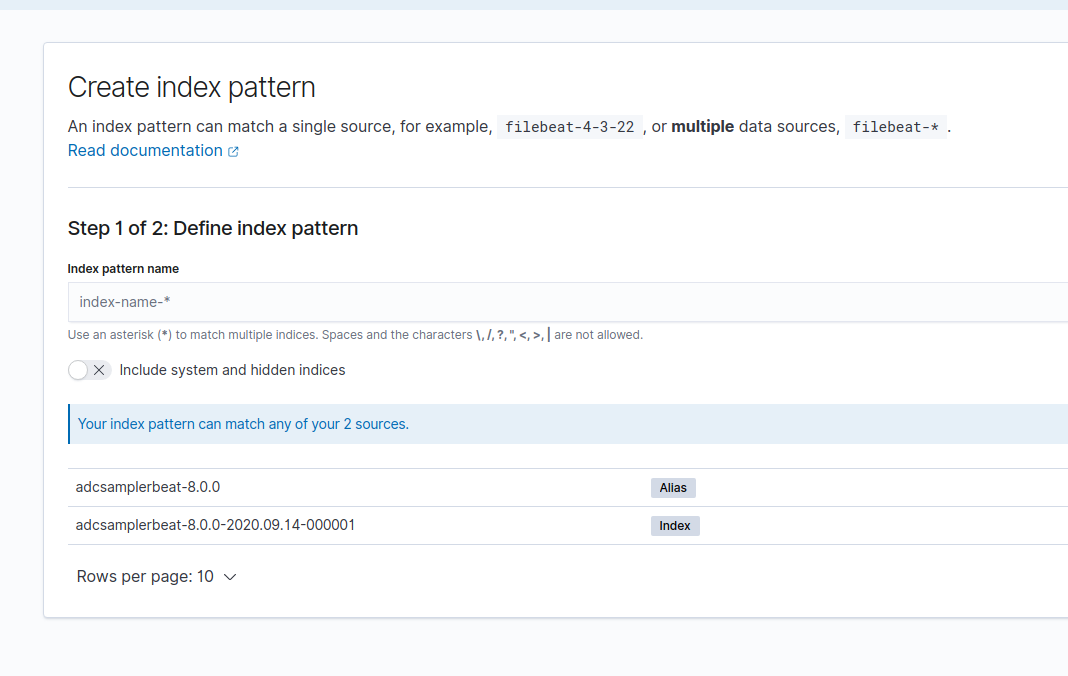 Create index pattern
An index pattern can match a single source, for example, filebeat-4-3-22 , or multiple data sources, filebeat-* .
Read documentation
Step 1 of 2: Define index pattern
Index pattern name
index-name-*
Use an asterisk (*) to match multiple indices. Spaces and the characters \, /, ?, ", <, >, | are not allowed.
Include system and hidden indices
Your index pattern can match any of your 2 sources.
adcsamplerbeat-8.0.0 Alias
adcsamplerbeat-8.0.0-2020.09.14-000001 Index
Rows per page: 10